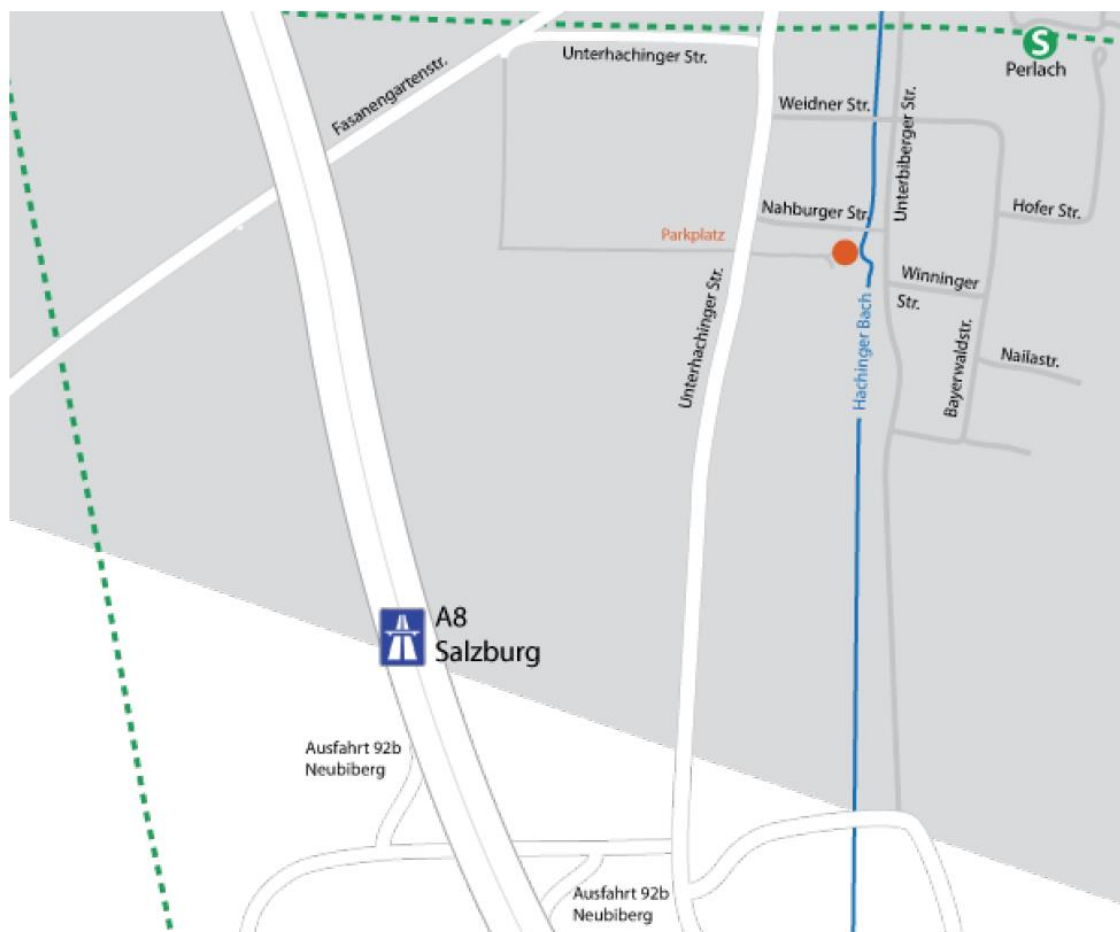 S
Perlach
Unterhachinger Str.
Fasanengartenstr.
Weidner Str.
Unterbiberger Str.
Nahburger Str.
Hofer Str.
Parkplatz
Winninger
Str.
Unterhachinger Str.
Hachinger Bach
Bayerwaldstr.
Nailastr.
A8
Salzburg
Ausfahrt 92b
Neubiberg
Ausfahrt 92b
Neubiberg